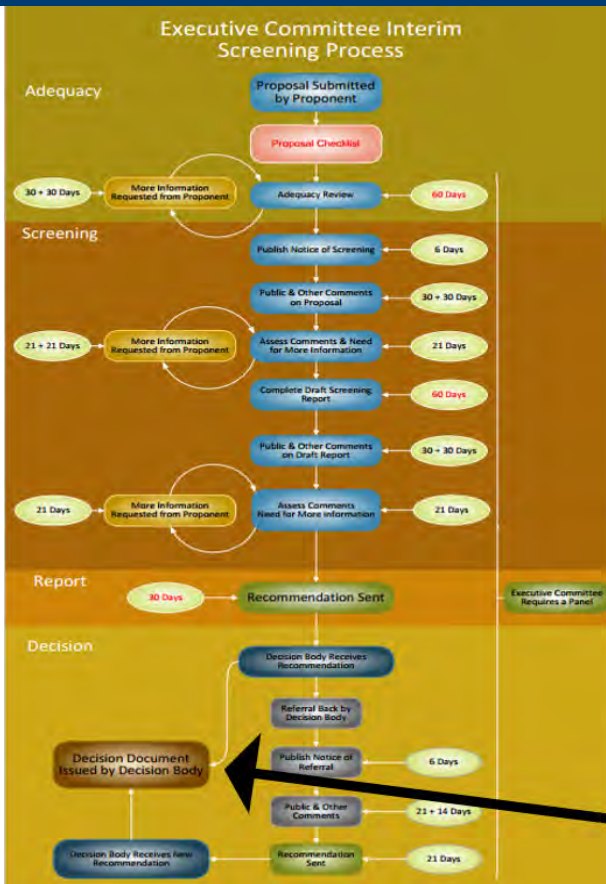 Executive Committee Interim
Screening Process
Adequacy
Proposal Submitted
by Proponent
Proposal Checklist
30 + 30 Days
More Information
Requested from Proponent
Adequacy Review
60 Days
Screening
Publish Notice of Screening
6 Days
Public & Other Comments
on Proposal
30 + 30 Days
21 + 21 Days
More Information
Requested from Proponent
Assess Comments & Need
for More Information
21 Days
Complete Draft Screening
Report
60 Days
Public & Other Comments
on Draft Report
30 + 30 Days
21 Days
More Information
Requested from Proponent
Assess Comments
Need for More Information
21 Days
Report
30 Days
Recommendation Sent
Executive Committee
Requires a Panel
Decision
Decision Body Receives
Recommendation
Referral Back by
Decision Body
Decision Document
Issued by Decision Body
Publish Notice of
Referral
6 Days
Public & Other
Comments
21 + 14 Days
Decision Body Receives New
Recommendation
Recommendation
Sent
21 Days